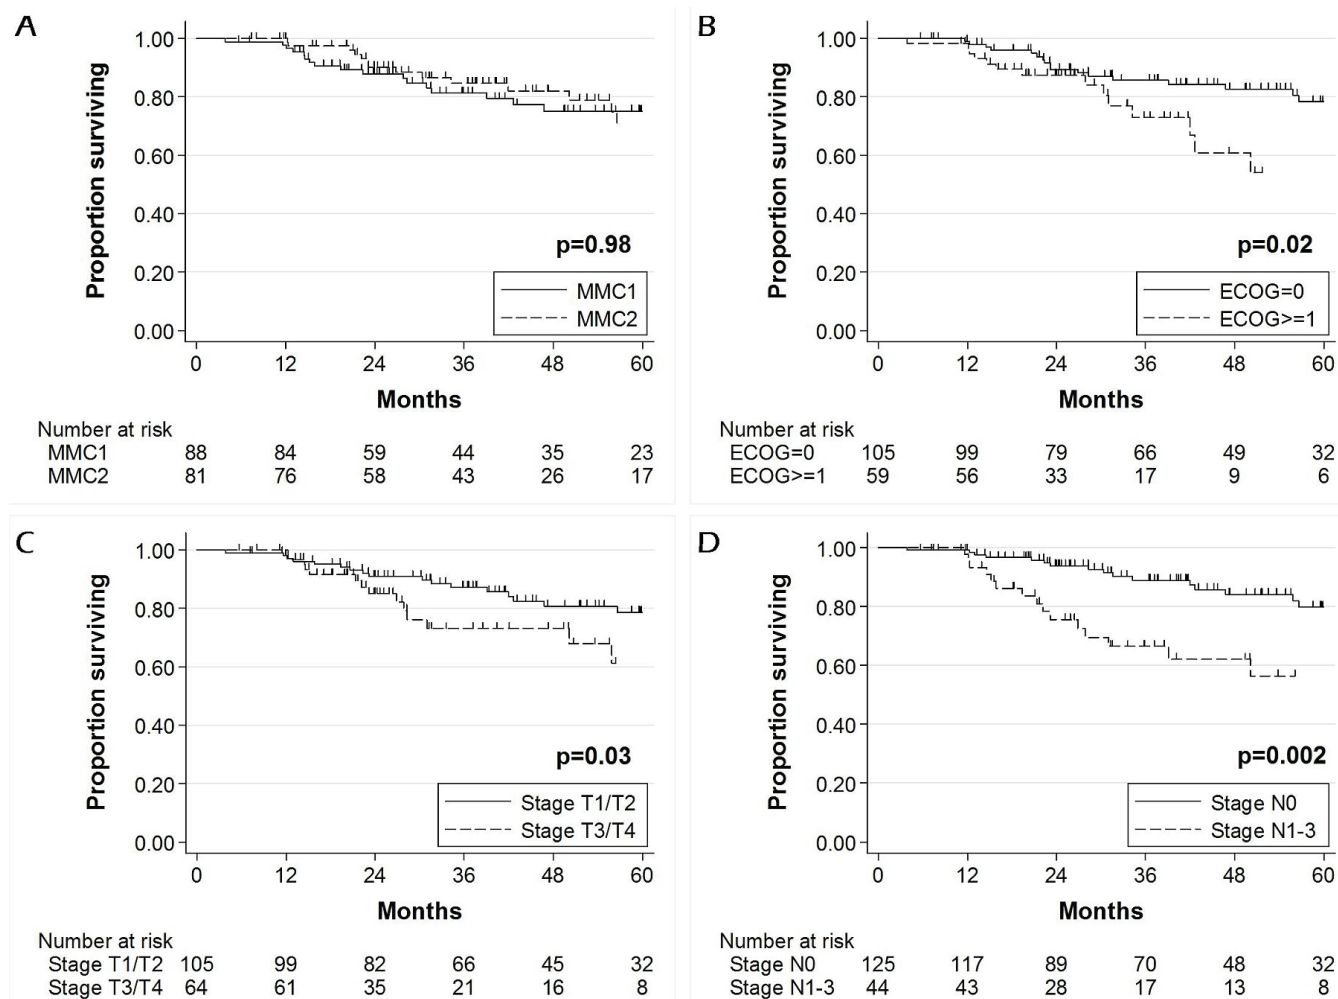 A
Proportion surviving
1.00
0.80
0.60
0.40
0.20
0.00
p=0.98
MMC1
MMC2
0 12 24 36 48 60
Months
Number at risk
MMC1 88 84 59 44 35 23
MMC2 81 76 58 43 26 17
B
Proportion surviving
1.00
0.80
0.60
0.40
0.20
0.00
p=0.02
ECOG=0
ECOG>=1
0 12 24 36 48 60
Months
Number at risk
ECOG=0 105 99 79 66 49 32
ECOG>=1 59 56 33 17 9 6
C
Proportion surviving
1.00
0.80
0.60
0.40
0.20
0.00
p=0.03
Stage T1/T2
Stage T3/T4
0 12 24 36 48 60
Months
Number at risk
Stage T1/T2 105 99 82 66 45 32
Stage T3/T4 64 61 35 21 16 8
D
Proportion surviving
1.00
0.80
0.60
0.40
0.20
0.00
p=0.002
Stage N0
Stage N1-3
0 12 24 36 48 60
Months
Number at risk
Stage N0 125 117 89 70 48 32
Stage N1-3 44 43 28 17 13 8